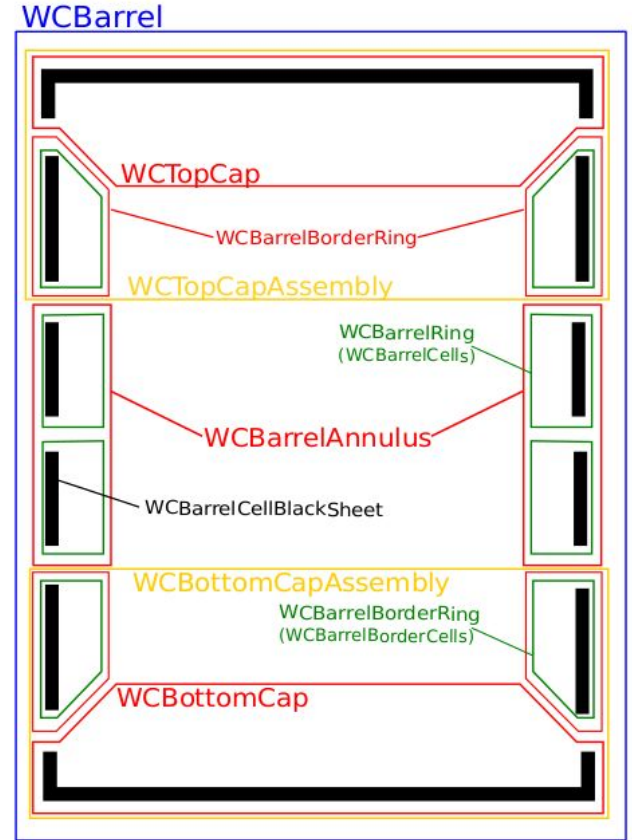 WCBarrel
WCTopCap
WCBarrelBorderRing
WCTopCapAssembly
WCBarrelRing
(WCBarrelCells)
WCBarrelAnnulus
WCBarrelCellBlackSheet
WCBottomCapAssembly
WCBarrelBorderRing
(WCBarrelBorderCells)
WCBottomCap